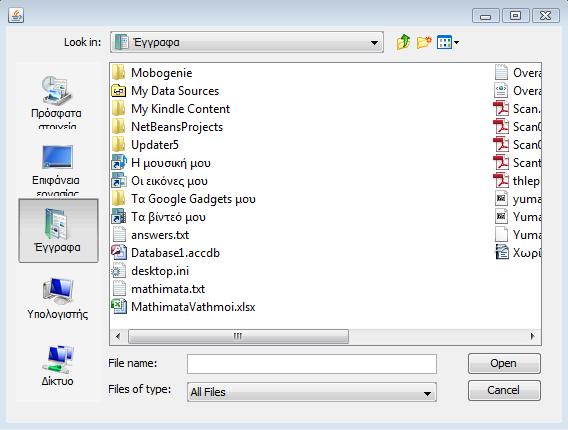 Look in:
Έγγραφα
Πρόσφατα
στοιχεία
Επιφάνεια
εργασίας
Έγγραφα
Υπολογιστής
Δίκτυο
Mobogenie
My Data Sources
My Kindle Content
NetBeansProjects
Updater5
Η μουσική μου
Οι εικόνες μου
Τα Google Gadgets μου
Τα βίντεό μου
answers.txt
Database1.accdb
desktop.ini
mathimata.txt
MathimataVathmoi.xlsx
Overa
Overa
Scan.
Scan0
Scan0
Scant
thlepi
yuma
Yuma
Yuma
Χωρί
File name:
Open
Files of type:
All Files
Cancel